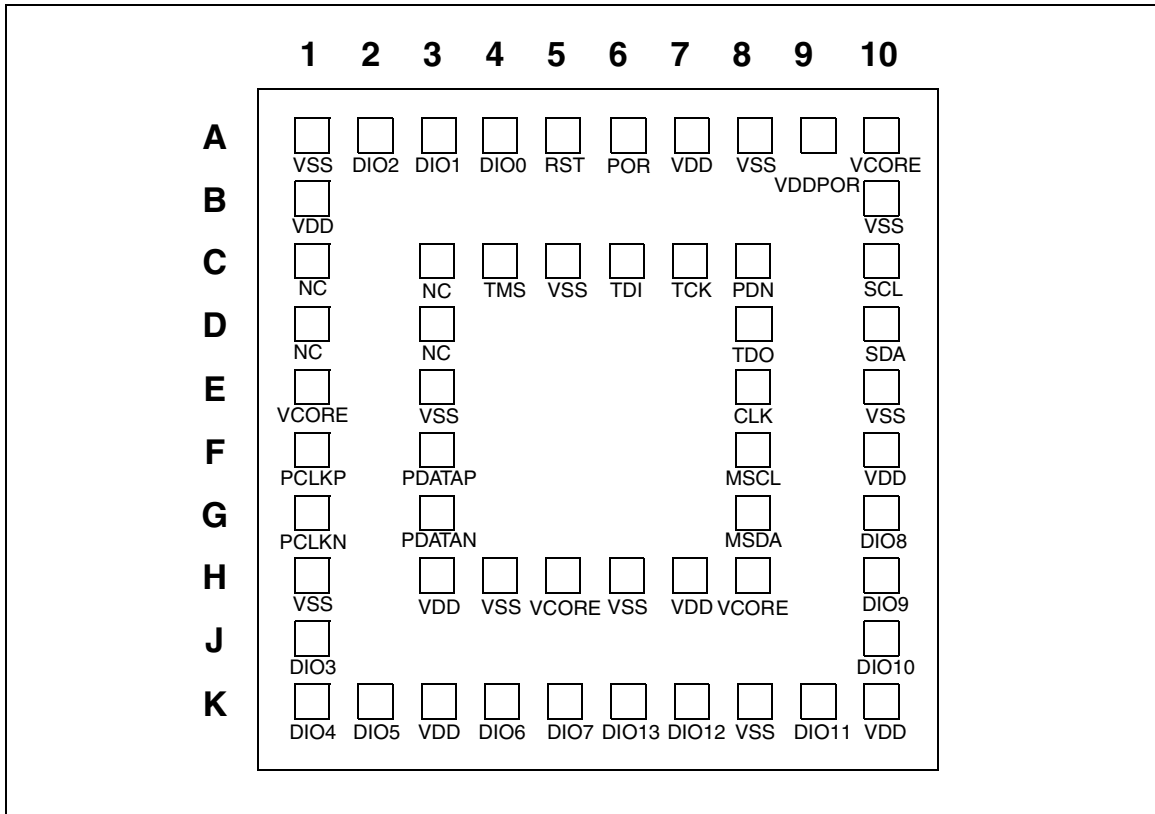 1 2 3 4 5 6 7 8 9 10
A
VSS DIO2 DIO1 DIO0 RST POR VDD VSS VCORE
VDDPOR
B
VDD VSS
C
NC NC TMS VSS TDI TCK PDN SCL
D
NC NC TDO SDA
E
VCORE VSS CLK VSS
F
PCLKP PDATAP MSCL VDD
G
PCLKN PDATAN MSDA DIO8
H
VSS VDD VSS VCORE VSS VDD VCORE DIO9
J
DIO3 DIO10
K
DIO4 DIO5 VDD DIO6 DIO7 DIO13 DIO12 VSS DIO11 VDD